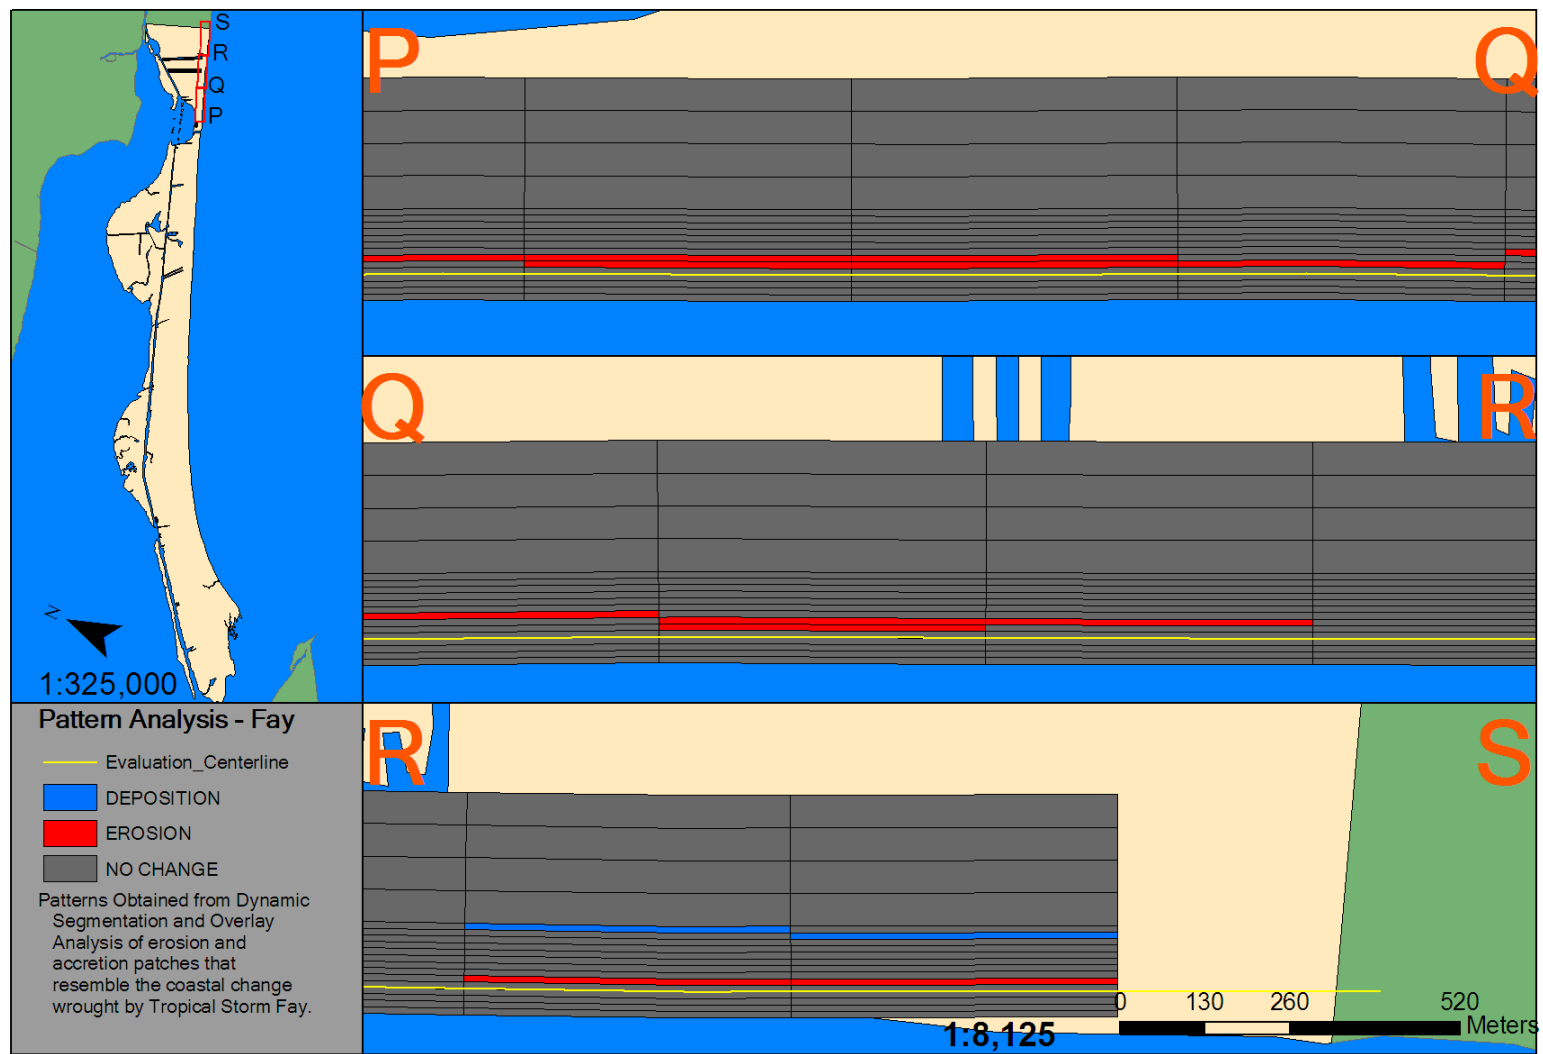 S
R
Q
P
N
1:325,000
P
Q
Q
R
R
S
Pattern Analysis - Fay
Evaluation_Centerline
DEPOSITION
EROSION
NO CHANGE
Patterns Obtained from Dynamic
Segmentation and Overlay
Analysis of erosion and
accretion patches that
resemble the coastal change
wrought by Tropical Storm Fay.
0 130 260 520
Meters
1:8,125